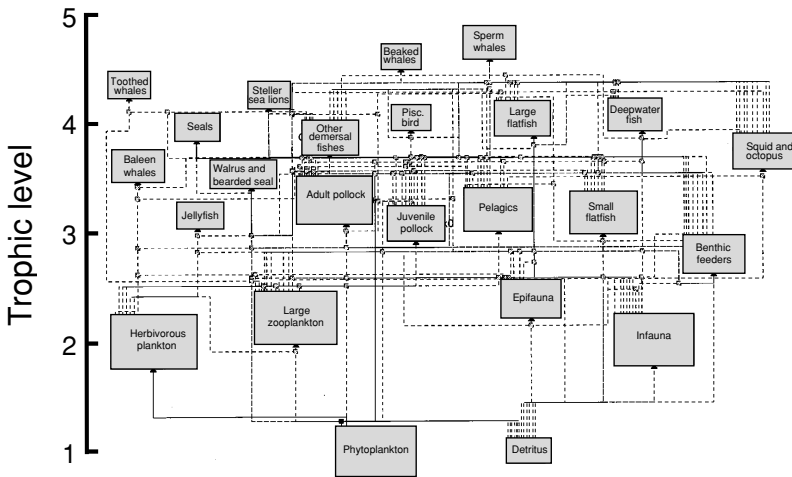 Trophic level
5
4
3
2
1
Sperm
whales
Beaked
whales
Toothed
whales
Steller
sea lions
Seals
Other
demersal
fishes
Pisc.
bird
Large
flatfish
Deepwater
fish
Squid and
octopus
Baleen
whales
Walrus and
bearded seal
Adult pollock
Jellyfish
Juvenile
pollock
Pelagics
Small
flatfish
Benthic
feeders
Herbivorous
plankton
Large
zooplankton
Epifauna
Infauna
Phytoplankton
Detritus